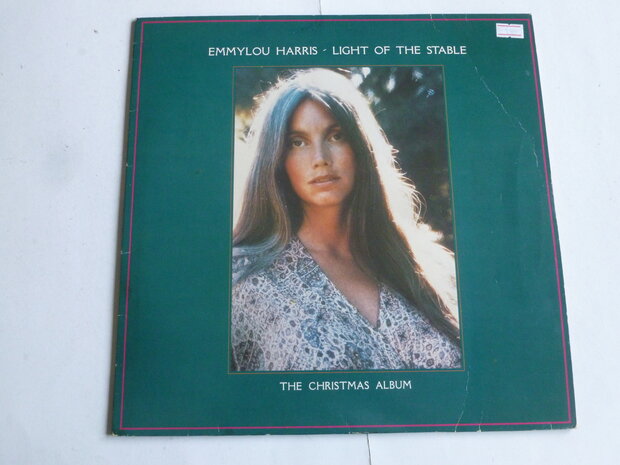 EMMYLOU HARRIS - LIGHT OF THE STABLE
THE CHRISTMAS ALBUM